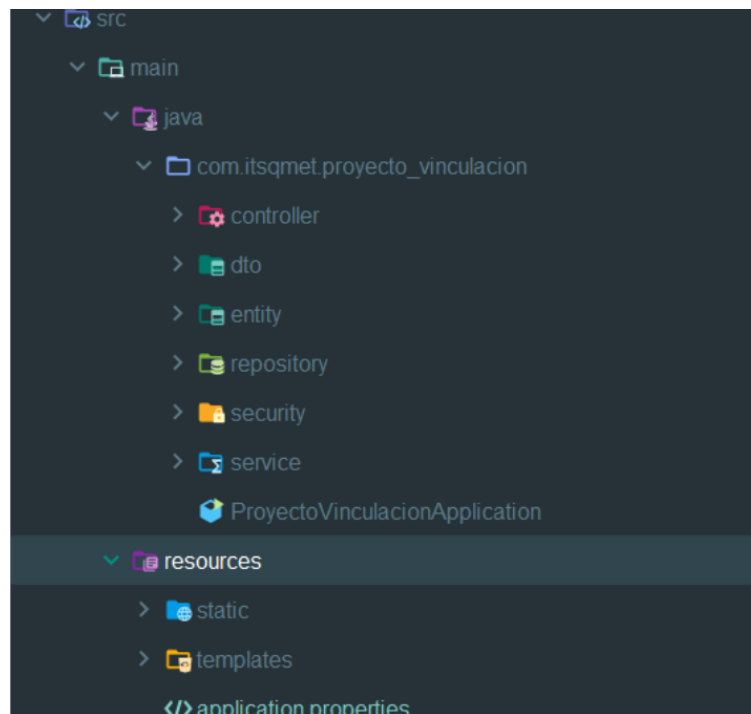 src
main
java
com.itsqmet.proyecto_vinculacion
controller
dto
entity
repository
security
service
ProyectoVinculacionApplication
resources
static
templates
application.properties